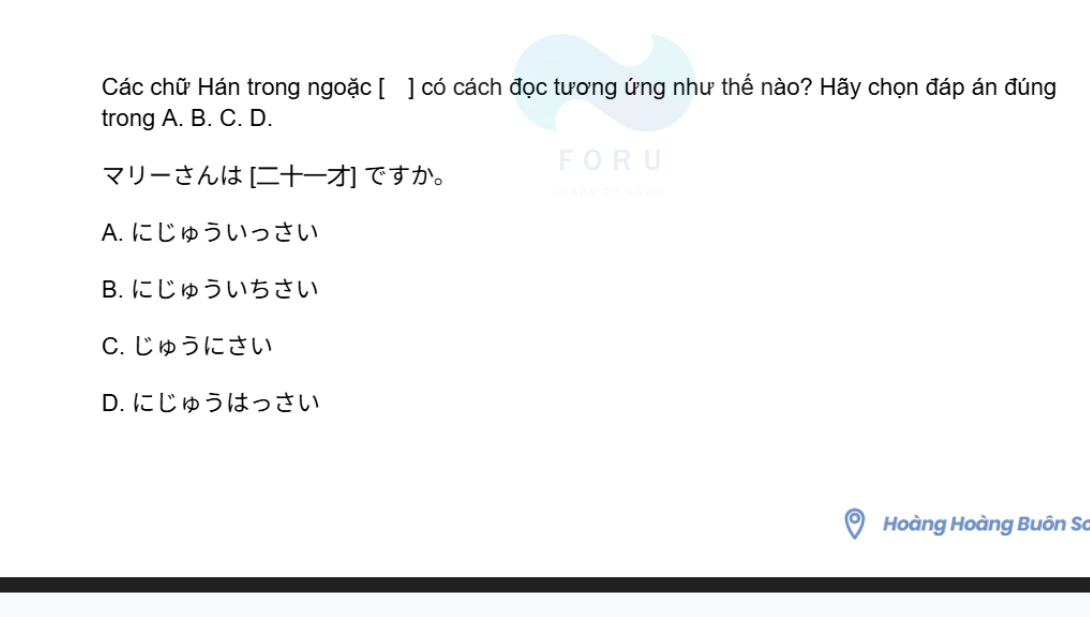 Các chữ Hán trong ngoặc [ ] có cách đọc tương ứng như thế nào? Hãy chọn đáp án đúng
trong A. B. C. D.
FORU
LEARN TO KNOW
マリーさんは [二十一才] ですか。
A. にじゅういっさい
B. にじゅういちさい
C. じゅうにさい
D. にじゅうはっさい
Hoàng Hoàng Buôn